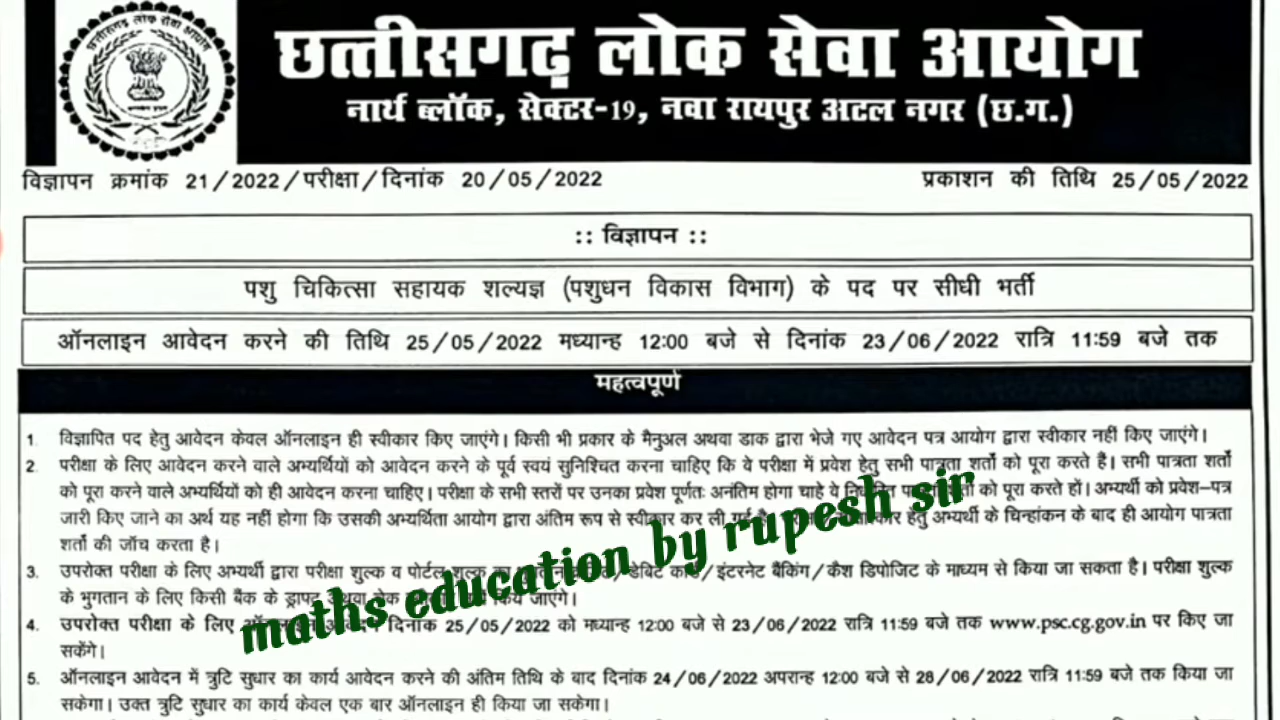 छत्तीसगढ़ लोक सेवा आयोग
छत्तीसगढ़ लोक सेवा आयोग
नार्थ ब्लॉक, सेक्टर-19, नवा रायपुर अटल नगर (छ.ग.)
विज्ञापन क्रमांक 21/2022/परीक्षा/दिनांक 20/05/2022 प्रकाशन की तिथि 25/05/2022
:: विज्ञापन ::
पशु चिकित्सा सहायक शल्यज्ञ (पशुधन विकास विभाग) के पद पर सीधी भर्ती
ऑनलाइन आवेदन करने की तिथि 25/05/2022 मध्यान्ह 12:00 बजे से दिनांक 23/06/2022 रात्रि 11:59 बजे तक
महत्वपूर्ण
1. विज्ञापित पद हेतु आवेदन केवल ऑनलाइन ही स्वीकार किए जाएंगे। किसी भी प्रकार के मैनुअल अथवा डाक द्वारा भेजे गए आवेदन पत्र आयोग द्वारा स्वीकार नहीं किए जाएंगे।
2. परीक्षा के लिए आवेदन करने वाले अभ्यर्थियों को आवेदन करने के पूर्व स्वयं सुनिश्चित करना चाहिए कि वे परीक्षा में प्रवेश हेतु सभी पात्रता शर्तो को पूरा करते है। सभी पात्रता शर्तो
को पूरा करने वाले अभ्यर्थियों को ही आवेदन करना चाहिए। परीक्षा के सभी स्तरों पर उनका प्रवेश पूर्णतः अनंतिम होगा चाहे वे को पूरा करते हों। अभ्यर्थी को प्रवेश–पत्र
जारी किए जाने का अर्थ यह नहीं होगा कि उसकी अभ्यर्थिता आयोग द्वारा अंतिम रूप से स्वीकार कर ली हेतु अभ्यर्थी के चिन्हांकन के बाद ही आयोग पात्रता
शर्तो की जॉच करता है।
3. उपरोक्त परीक्षा के लिए अभ्यर्थी द्वारा परीक्षा शुल्क व पोर्टल शुल्क डेबिट कार्ड/इंटरनेट बैंकिंग/कैश डिपोजिट के माध्यम से किया जा सकता है। परीक्षा शुल्क
के भुगतान के लिए किसी बैंक के ड्राफ्ट अथवा किये जाएंगे।
4. उपरोक्त परीक्षा के लिए दिनांक 25/05/2022 को मध्यान्ह 12:00 बजे से 23/06/2022 रात्रि 11:59 बजे तक www.psc.cg.gov.in पर किए जा
सकेंगे।
5. ऑनलाइन आवेदन में त्रुटि सुधार का कार्य आवेदन करने की अंतिम तिथि के बाद दिनांक 24/06/2022 अपरान्ह 12:00 बजे से 28/06/2022 रात्रि 11:59 बजे तक किया जा
सकेगा। उक्त त्रुटि सुधार का कार्य केवल एक बार ऑनलाइन ही किया जा सकेगा।
maths education by rupesh sir